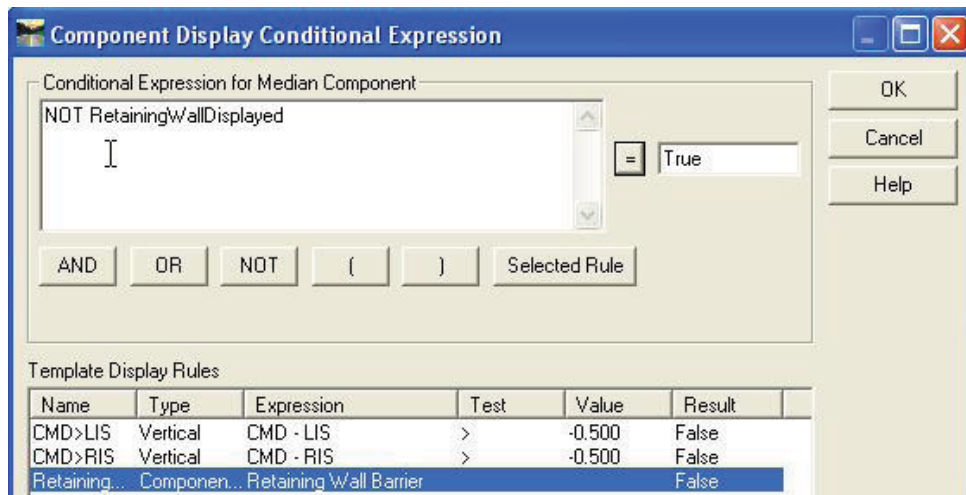 Component Display Conditional Expression
Conditional Expression for Median Component
OK
NOT RetainingWallDisplayed
= True
Cancel
Help
AND OR NOT ( ) Selected Rule
Template Display Rules
Name Type Expression Test Value Result
CMD>LIS Vertical CMD - LIS > -0.500 False
CMD>RIS Vertical CMD - RIS > -0.500 False
Retaining... Componen... Retaining Wall Barrier False